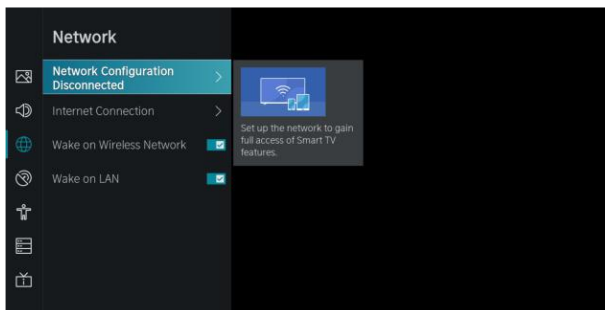 Network
Network Configuration
Disconnected
Internet Connection
Wake on Wireless Network
Wake on LAN
Set up the network to gain
full access of Smart TV
features.